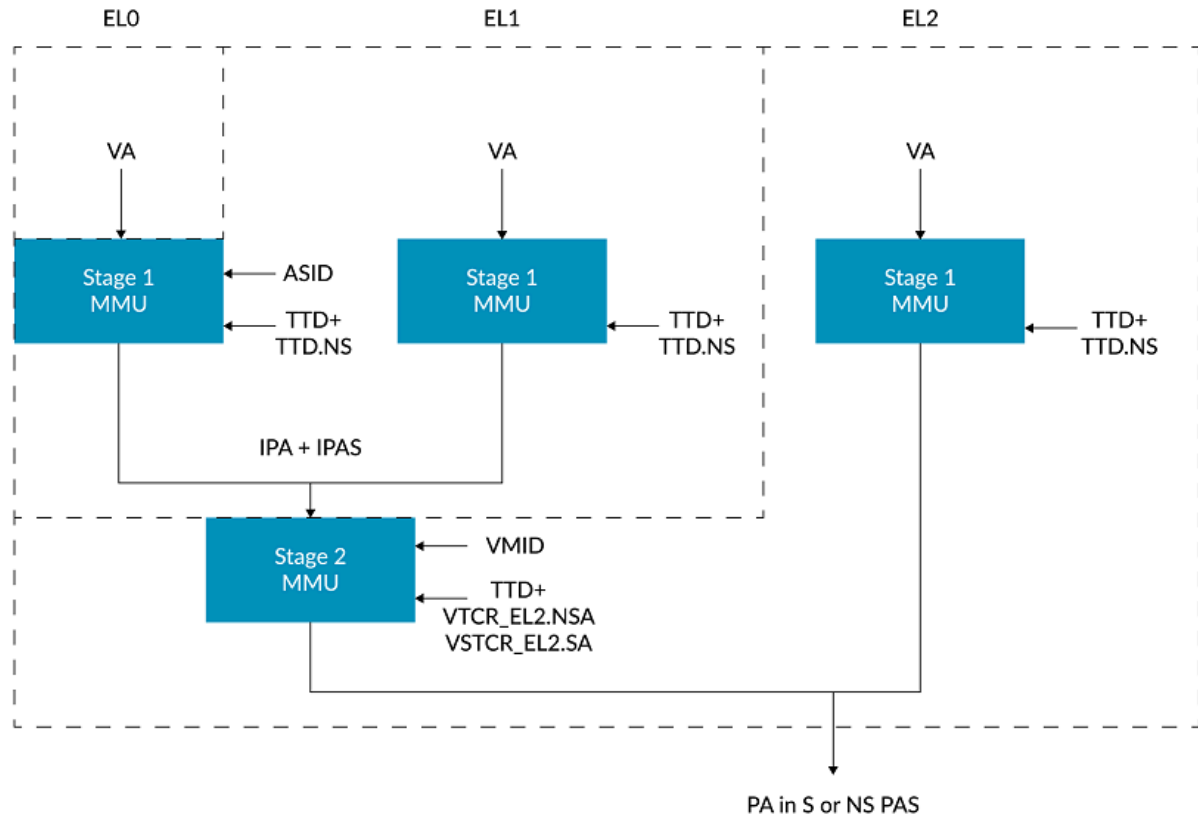 EL0
EL1
EL2
VA
VA
VA
Stage 1
MMU
ASID
TTD+
TTD.NS
Stage 1
MMU
TTD+
TTD.NS
Stage 1
MMU
TTD+
TTD.NS
IPA + IPAS
Stage 2
MMU
VMID
TTD+
VTCR_EL2.NSA
VSTCR_EL2.SA
PA in S or NS PAS